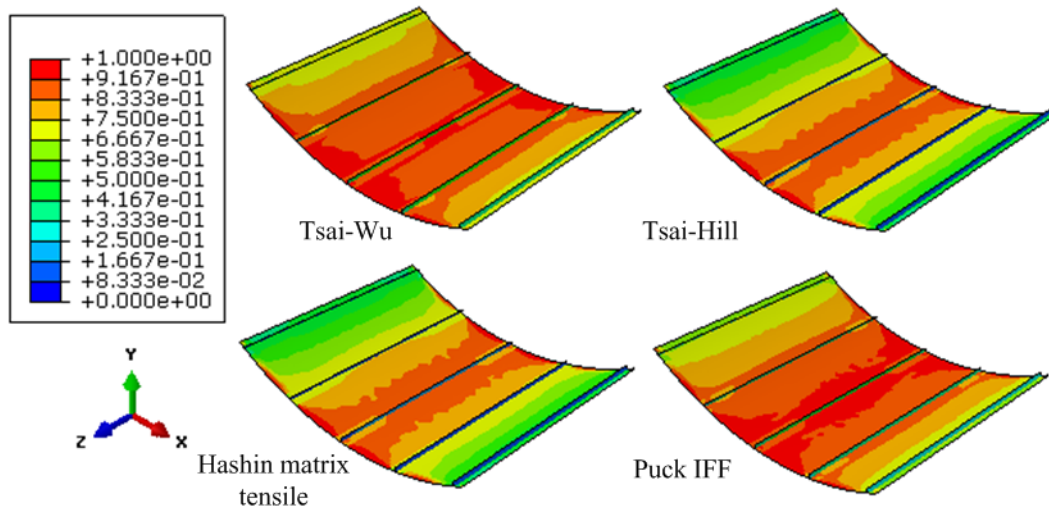 +1.000e+00
+9.167e-01
+8.333e-01
+7.500e-01
+6.667e-01
+5.833e-01
+5.000e-01
+4.167e-01
+3.333e-01
+2.500e-01
+1.667e-01
+8.333e-02
+0.000e+00
Tsai-Wu
Tsai-Hill
Y
Z
X
Hashin matrix
tensile
Puck IFF